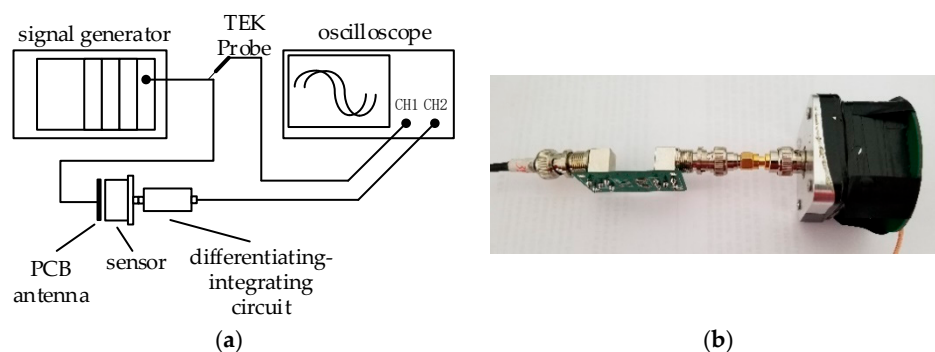 signal generator
TEK
Probe
oscilloscope
CH1 CH2
PCB
antenna
sensor
differentiating-
integrating
circuit
(a)
(b)